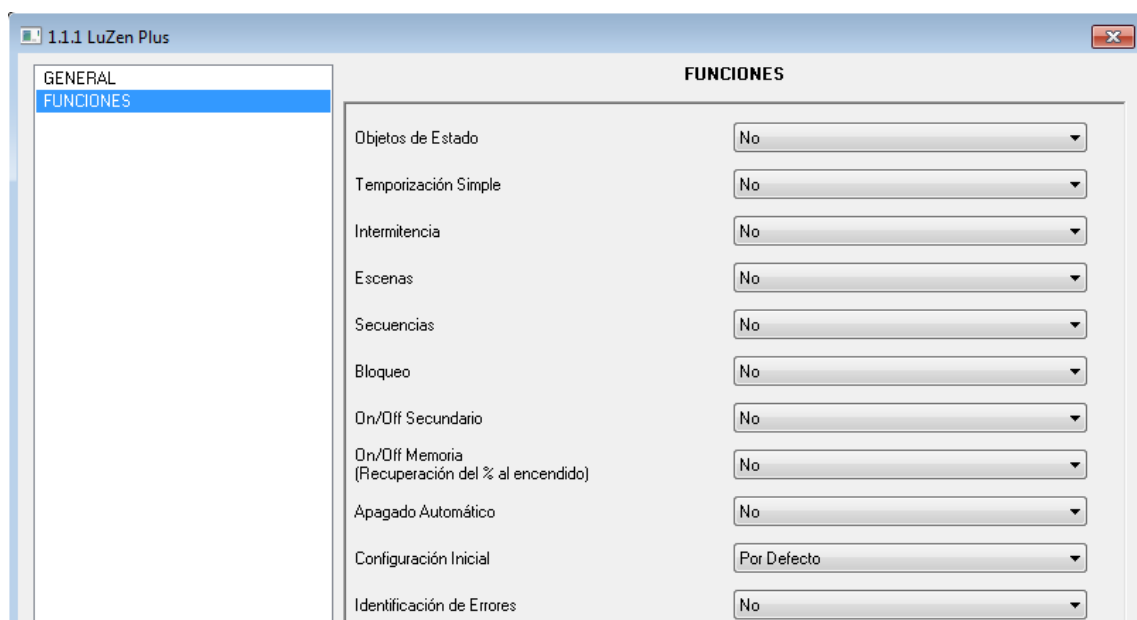 1.1.1 LuZen Plus
GENERAL
FUNCIONES
FUNCIONES
Objetos de Estado No
Temporización Simple No
Intermitencia No
Escenas No
Secuencias No
Bloqueo No
On/Off Secundario No
On/Off Memoria
(Recuperación del % al encendido) No
Apagado Automático No
Configuración Inicial Por Defecto
Identificación de Errores No